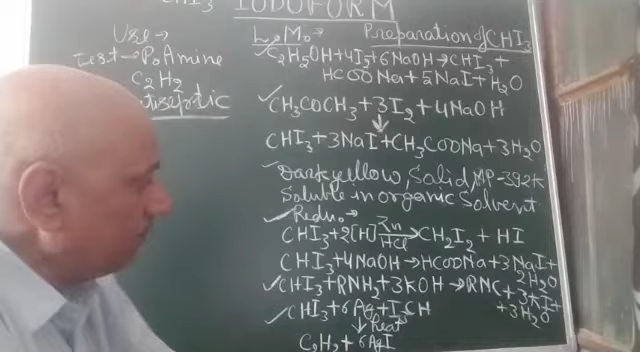 CHI3 IODOFORM
Use → L.M. Preparation of CHI3
Test → P. Amine
C2H2
Antiseptic
✓C2H5OH+4I2+6NaOH→CHI3+
HCOONa+5NaI+H2O
✓CH3COCH3+3I2+4NaOH
↓
CHI3+3NaI+CH3COONa+3H2O
✓Dark yellow, Solid, MP-392K
Soluble in organic Solvent
✓Redn. →
CHI3+2[H] Zn/HCl → CH2I2 + HI
CHI3+4NaOH→HCOONa+3NaI+
2H2O
✓CHI3+RNH2+3KOH→RNC+3KI+
+3H2O
✓CHI3+6Ag+I3CH
↓Heat
C2H2+6AgI